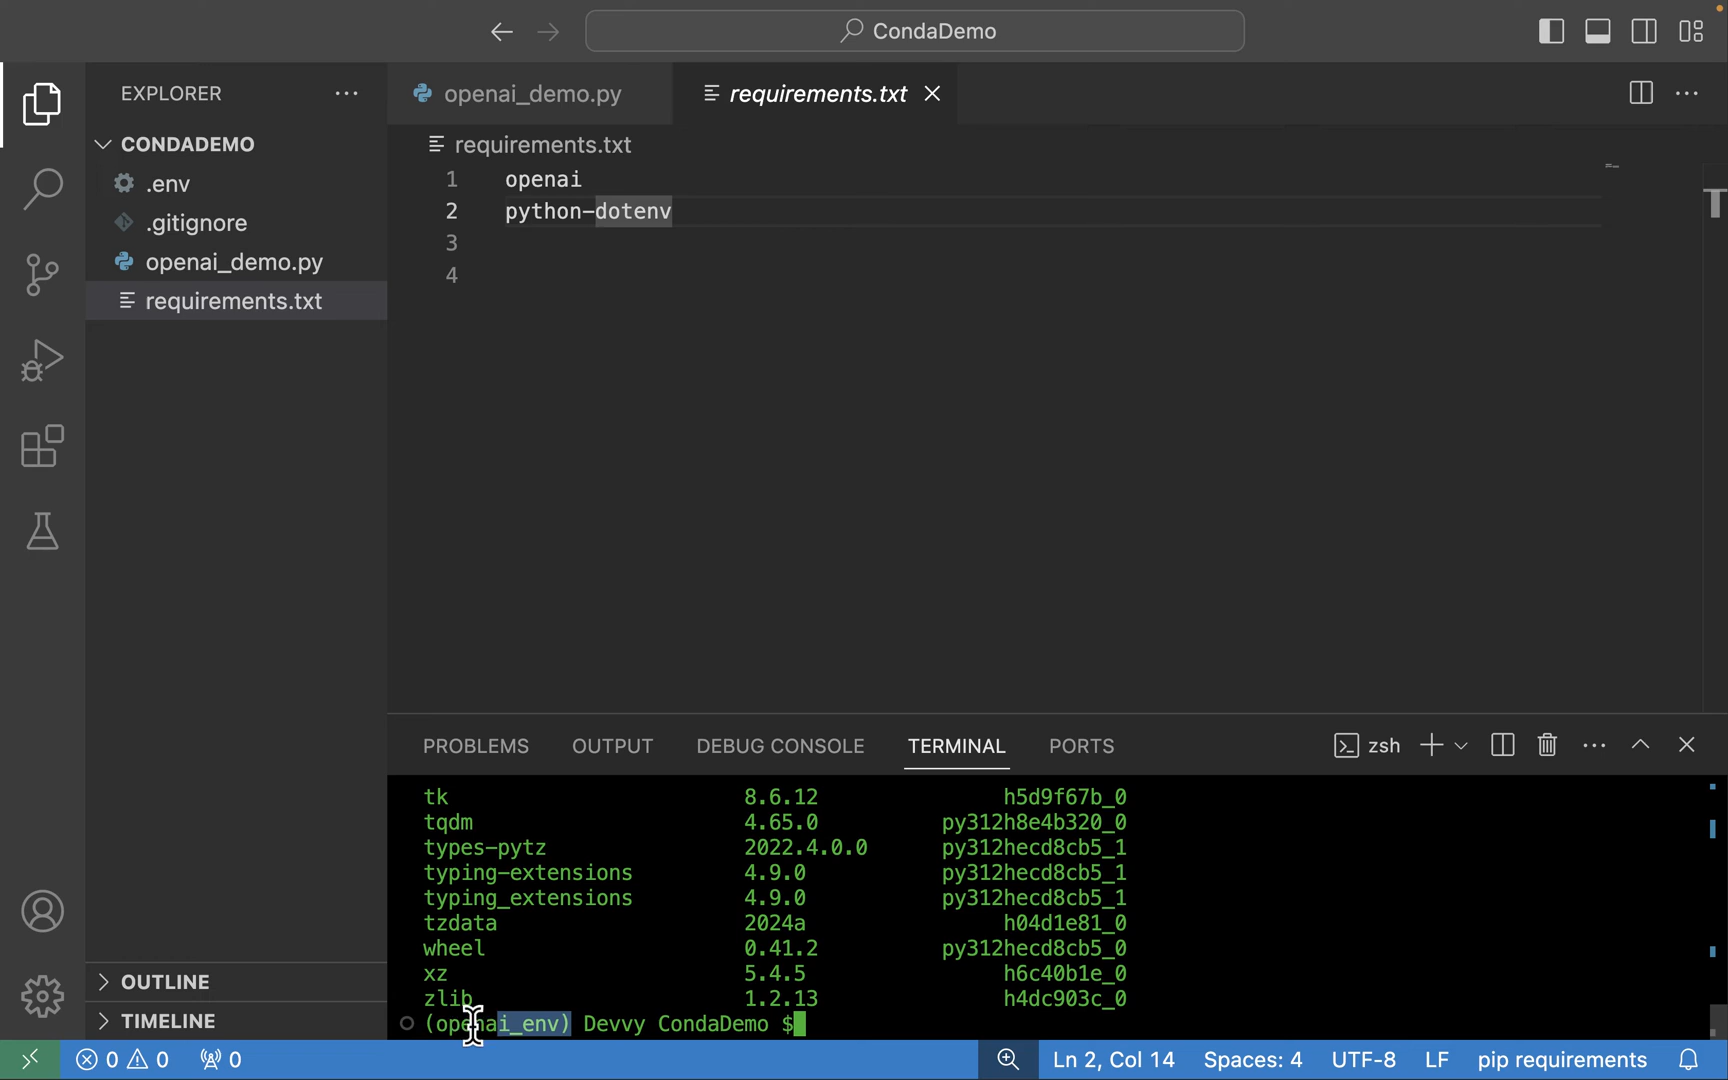 CondaDemo
EXPLORER
openai_demo.py
requirements.txt
CONDADEMO
.env
.gitignore
openai_demo.py
requirements.txt
OUTLINE
TIMELINE
requirements.txt
1 openai
2 python-dotenv
3
4
PROBLEMS OUTPUT DEBUG CONSOLE TERMINAL PORTS zsh
tk 8.6.12 h5d9f67b_0
tqdm 4.65.0 py312h8e4b320_0
types-pytz 2022.4.0.0 py312hecd8cb5_1
typing-extensions 4.9.0 py312hecd8cb5_1
typing_extensions 4.9.0 py312hecd8cb5_1
tzdata 2024a h04d1e81_0
wheel 0.41.2 py312hecd8cb5_0
xz 5.4.5 h6c40b1e_0
zlib 1.2.13 h4dc903c_0
(openai_env) Devvy CondaDemo $
0 0 0 Ln 2, Col 14 Spaces: 4 UTF-8 LF pip requirements